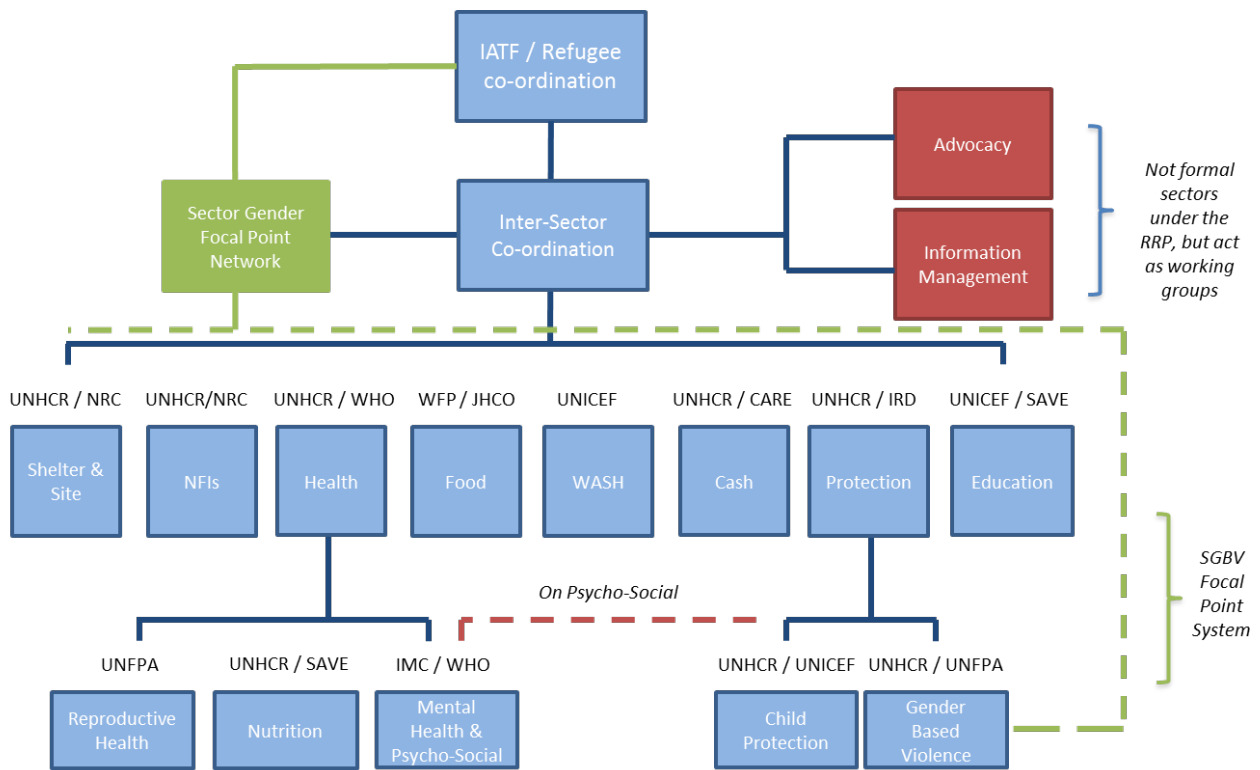 IATF / Refugee
co-ordination
Advocacy
Not formal
sectors
under the
RRP, but act
as working
groups
Sector Gender
Focal Point
Network
Inter-Sector
Co-ordination
Information
Management
UNHCR / NRC
UNHCR/NRC
UNHCR / WHO
WFP / JHCO
UNICEF
UNHCR / CARE
UNHCR / IRD
UNICEF / SAVE
Shelter &
Site
NFIs
Health
Food
WASH
Cash
Protection
Education
SGBV
Focal
Point
System
On Psycho-Social
UNFPA
UNHCR / SAVE
IMC / WHO
UNHCR / UNICEF
UNHCR / UNFPA
Reproductive
Health
Nutrition
Mental
Health &
Psycho-Social
Child
Protection
Gender
Based
Violence